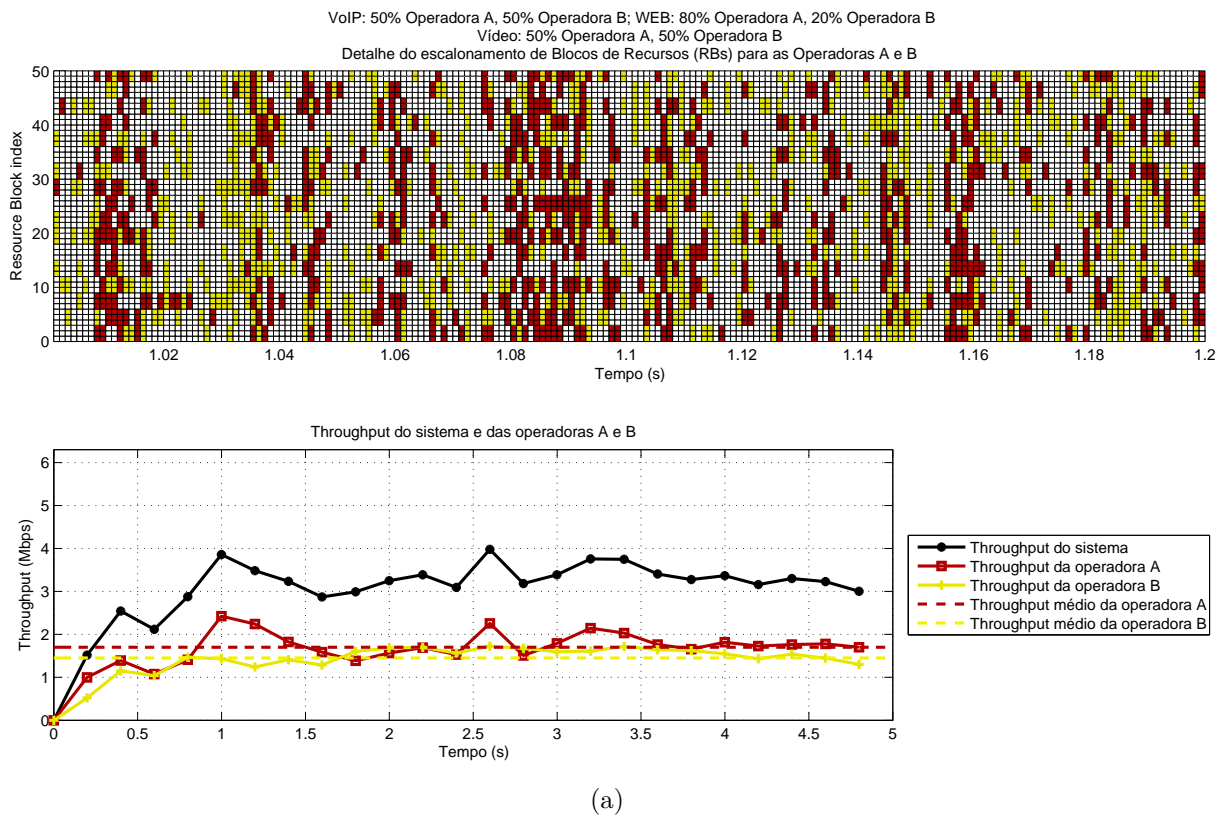 VoIP: 50% Operadora A, 50% Operadora B; WEB: 80% Operadora A, 20% Operadora B
Vídeo: 50% Operadora A, 50% Operadora B
Detalhe do escalonamento de Blocos de Recursos (RBs) para as Operadoras A e B
50
40
30
20
10
0
Resource Block index
1.02 1.04 1.06 1.08 1.1 1.12 1.14 1.16 1.18 1.2
Tempo (s)
Throughput do sistema e das operadoras A e B
6
5
4
3
2
1
0
Throughput (Mbps)
0 0.5 1 1.5 2 2.5 3 3.5 4 4.5 5
Tempo (s)
Throughput do sistema
Throughput da operadora A
Throughput da operadora B
Throughput médio da operadora A
Throughput médio da operadora B
(a)